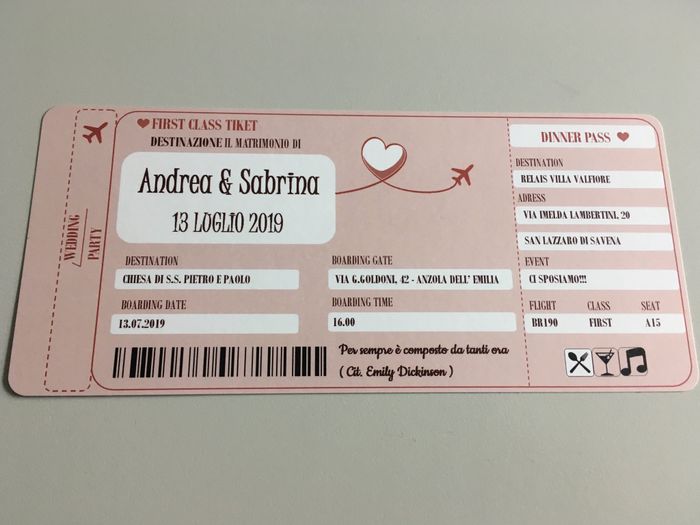 WEDDING
PARTY
FIRST CLASS TIKET
DESTINAZIONE IL MATRIMONIO DI
Andrea & Sabrina
13 LUGLIO 2019
DESTINATION
CHIESA DI S.S. PIETRO E PAOLO
BOARDING GATE
VIA G.GOLDONI, 42 - ANZOLA DELL' EMILIA
BOARDING DATE
13.07.2019
BOARDING TIME
16.00
Per sempre è composto da tanti ora
( Cit. Emily Dickinson )
DINNER PASS
DESTINATION
RELAIS VILLA VALFIORE
ADRESS
VIA IMELDA LAMBERTINI, 20
SAN LAZZARO DI SAVENA
EVENT
CI SPOSIAMO!!!
FLIGHT CLASS SEAT
BR190 FIRST A15